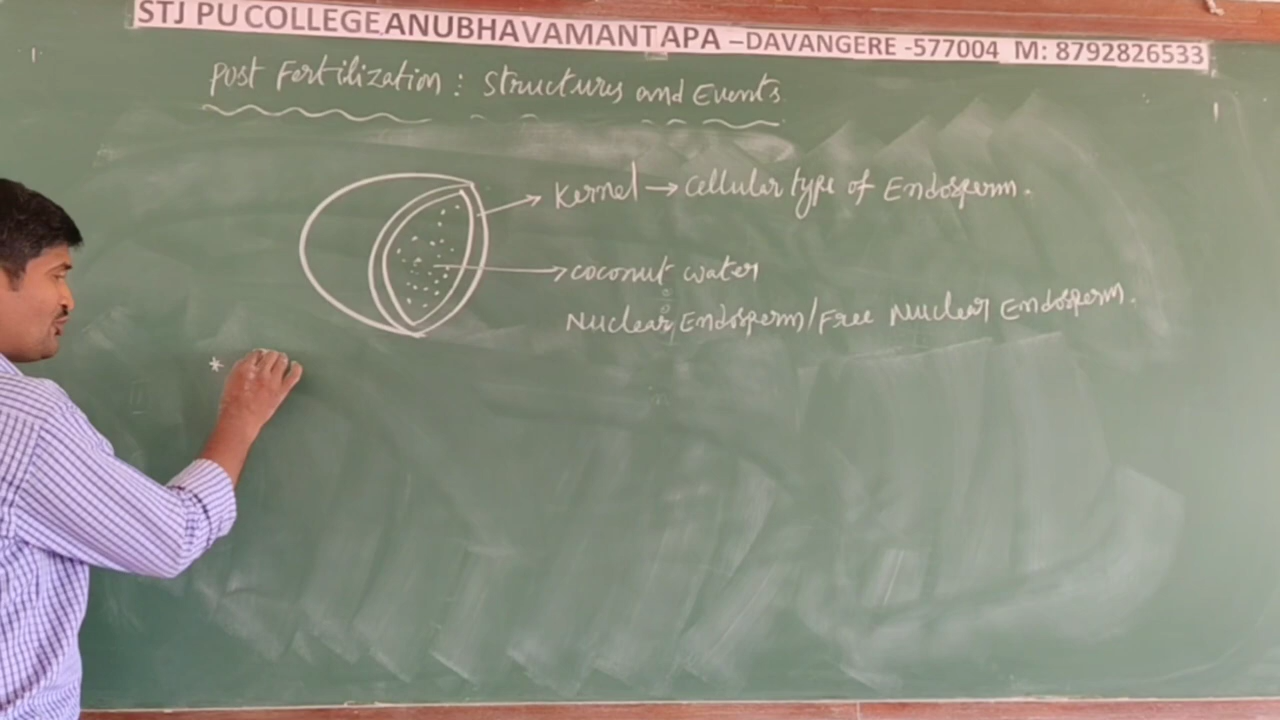 STJ PU COLLEGE ANUBHAVAMANTAPA –DAVANGERE -577004 M: 8792826533
Post Fertilization : Structures and Events
Kernel → Cellular type of Endosperm.
coconut water
Nuclear Endosperm/Free Nuclear Endosperm.
*